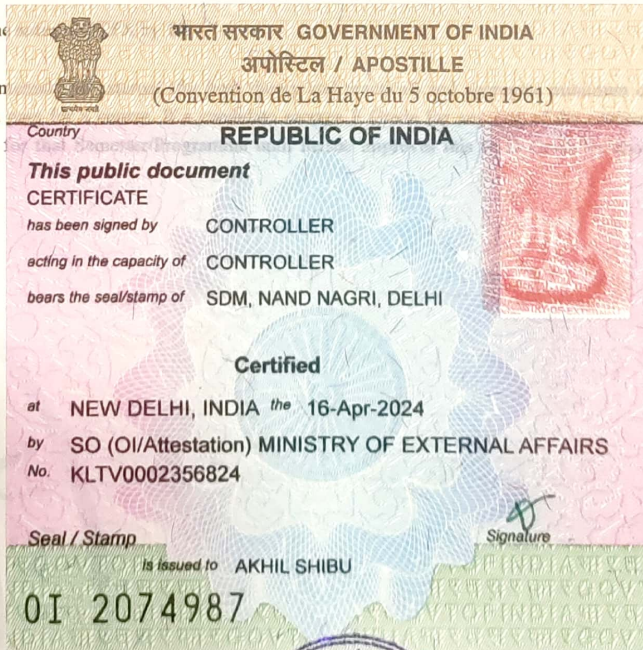 भारत सरकार GOVERNMENT OF INDIA
अपोस्टिल / APOSTILLE
(Convention de La Haye du 5 octobre 1961)
Country REPUBLIC OF INDIA
This public document
CERTIFICATE
has been signed by CONTROLLER
acting in the capacity of CONTROLLER
bears the seal/stamp of SDM, NAND NAGRI, DELHI
Certified
at NEW DELHI, INDIA the 16-Apr-2024
by SO (OI/Attestation) MINISTRY OF EXTERNAL AFFAIRS
No. KLTV0002356824
Seal / Stamp
Signature
is issued to AKHIL SHIBU
OI 2074987